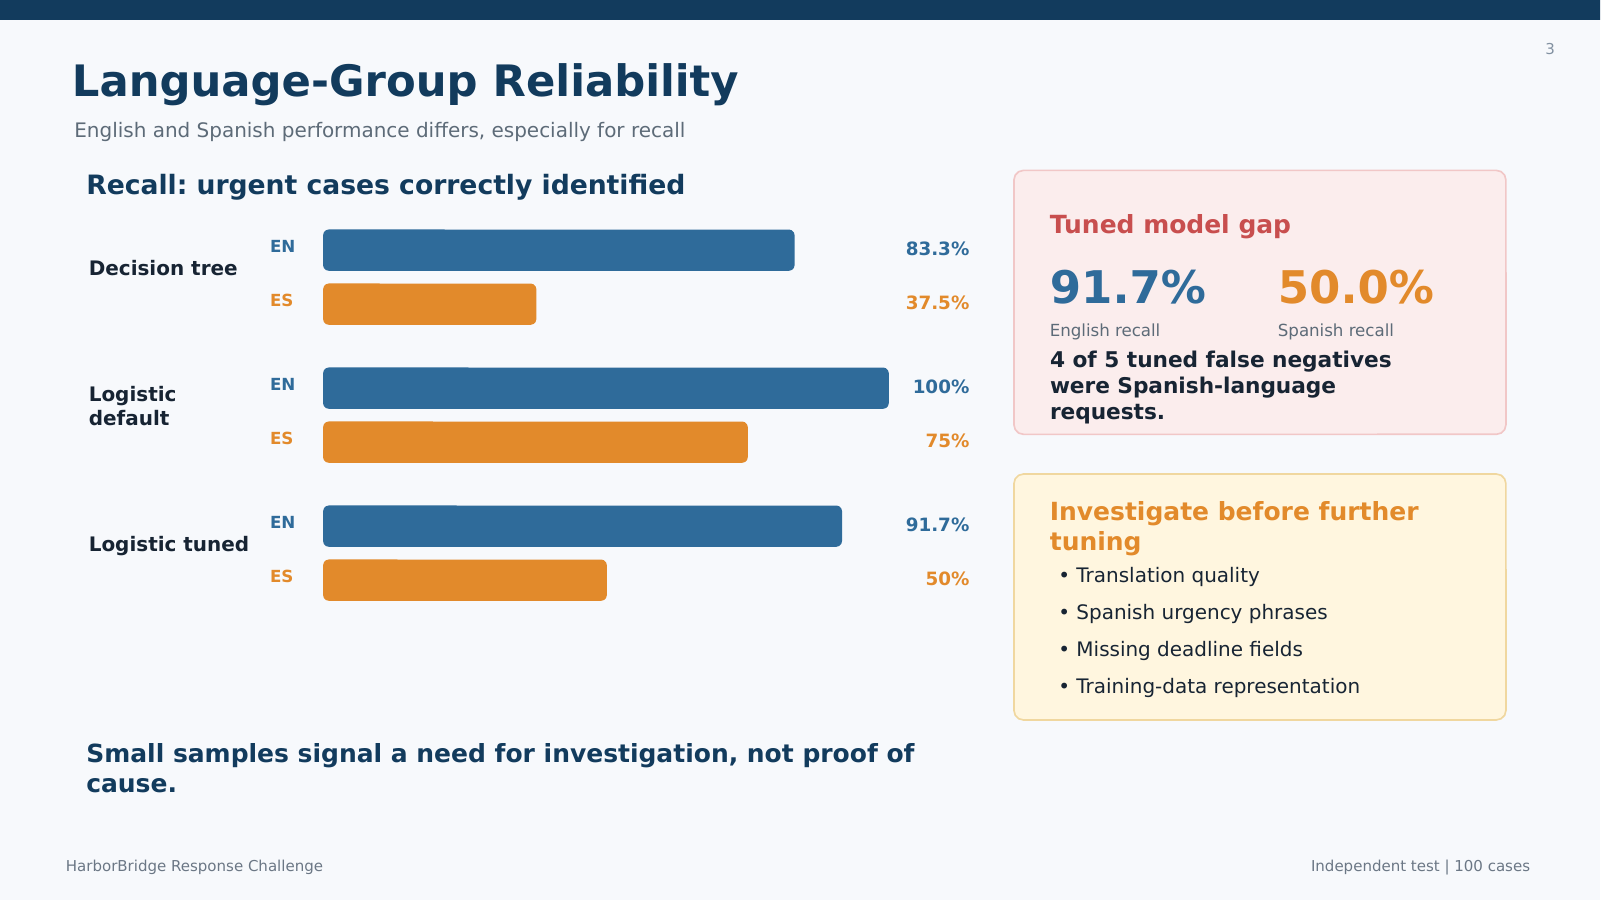 3
Language-Group Reliability
English and Spanish performance differs, especially for recall
Recall: urgent cases correctly identified
Decision tree
EN
83.3%
ES
37.5%
Logistic
default
EN
100%
ES
75%
Logistic tuned
EN
91.7%
ES
50%
Small samples signal a need for investigation, not proof of
cause.
Tuned model gap
91.7%
English recall
50.0%
Spanish recall
4 of 5 tuned false negatives
were Spanish-language
requests.
Investigate before further
tuning
• Translation quality
• Spanish urgency phrases
• Missing deadline fields
• Training-data representation
HarborBridge Response Challenge
Independent test | 100 cases